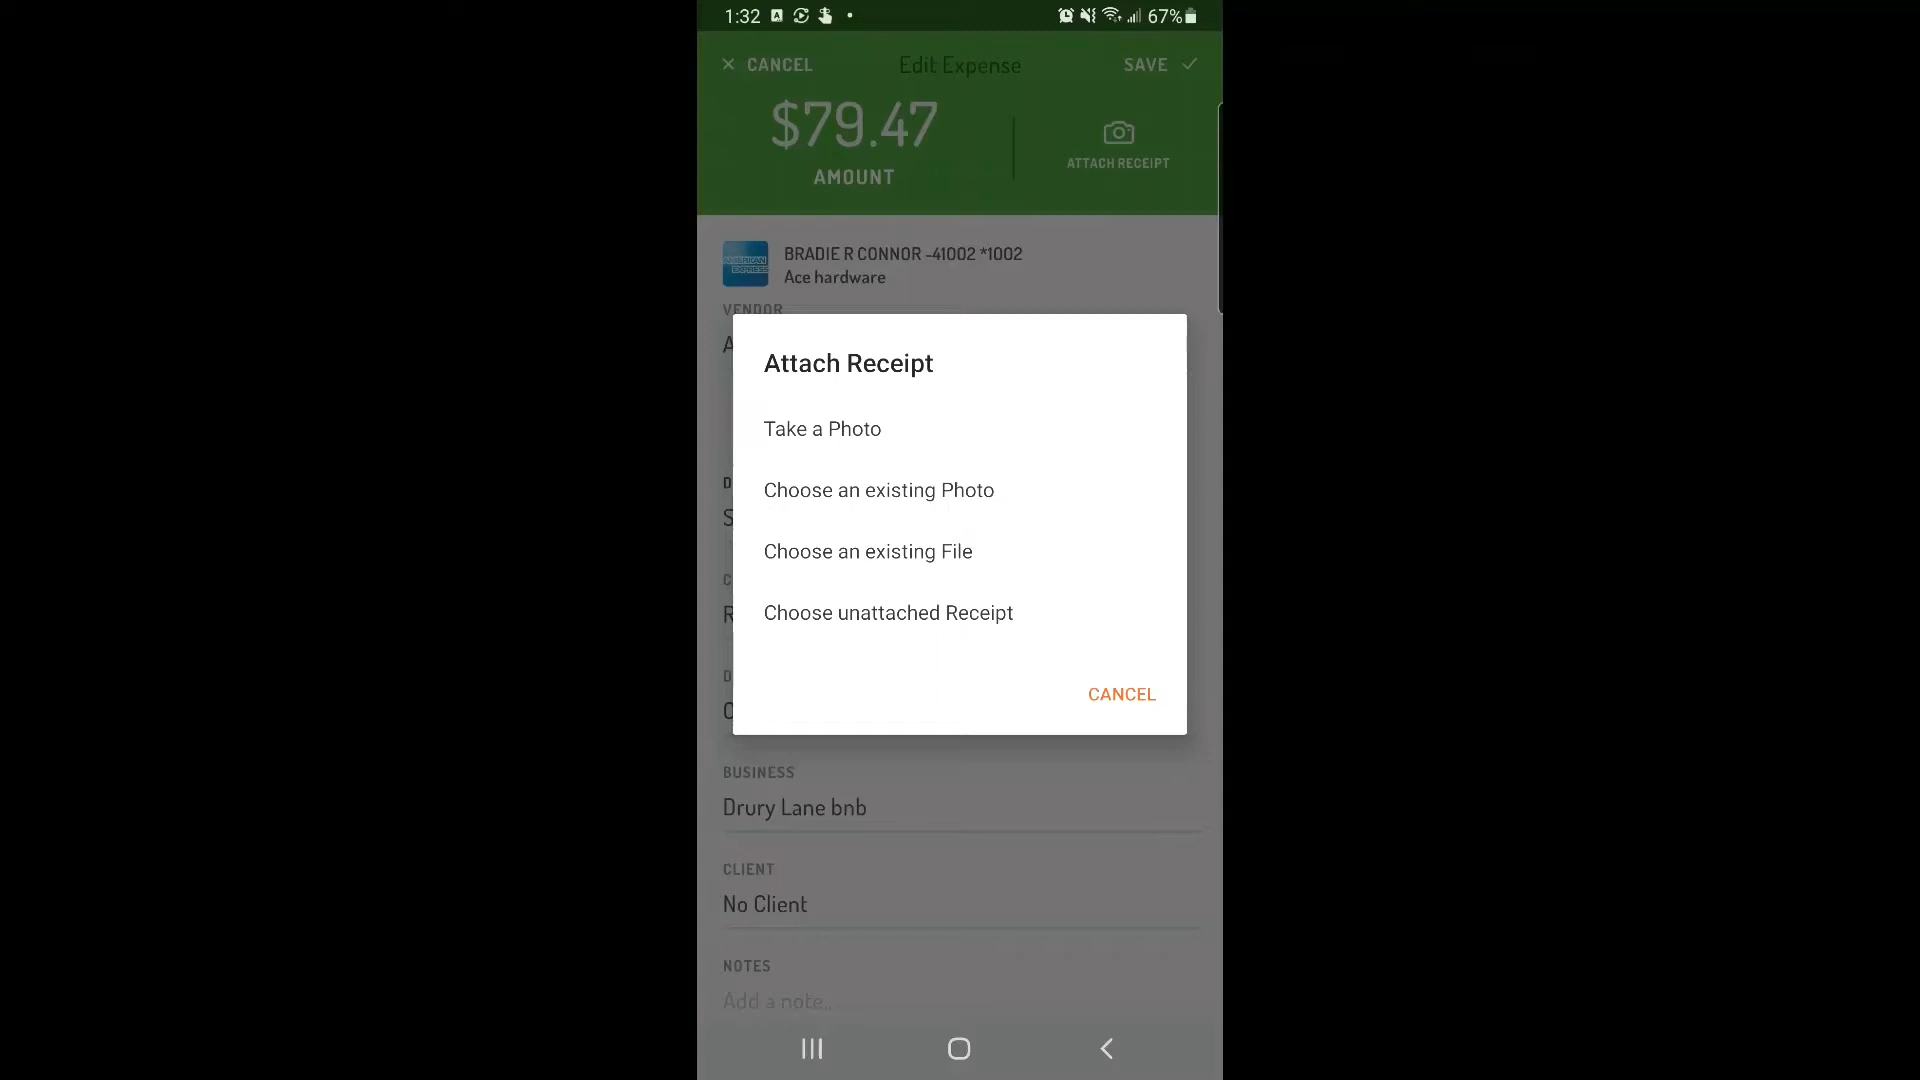 1:32
67%
CANCEL
Edit Expense
SAVE
$79.47
AMOUNT
ATTACH RECEIPT
AMERICAN
EXPRESS
BRADIE R CONNOR -41002 *1002
Ace hardware
VENDOR
A
Attach Receipt
Take a Photo
Choose an existing Photo
D
S
Choose an existing File
C
R
Choose unattached Receipt
D
CANCEL
BUSINESS
Drury Lane bnb
CLIENT
No Client
NOTES
Add a note..